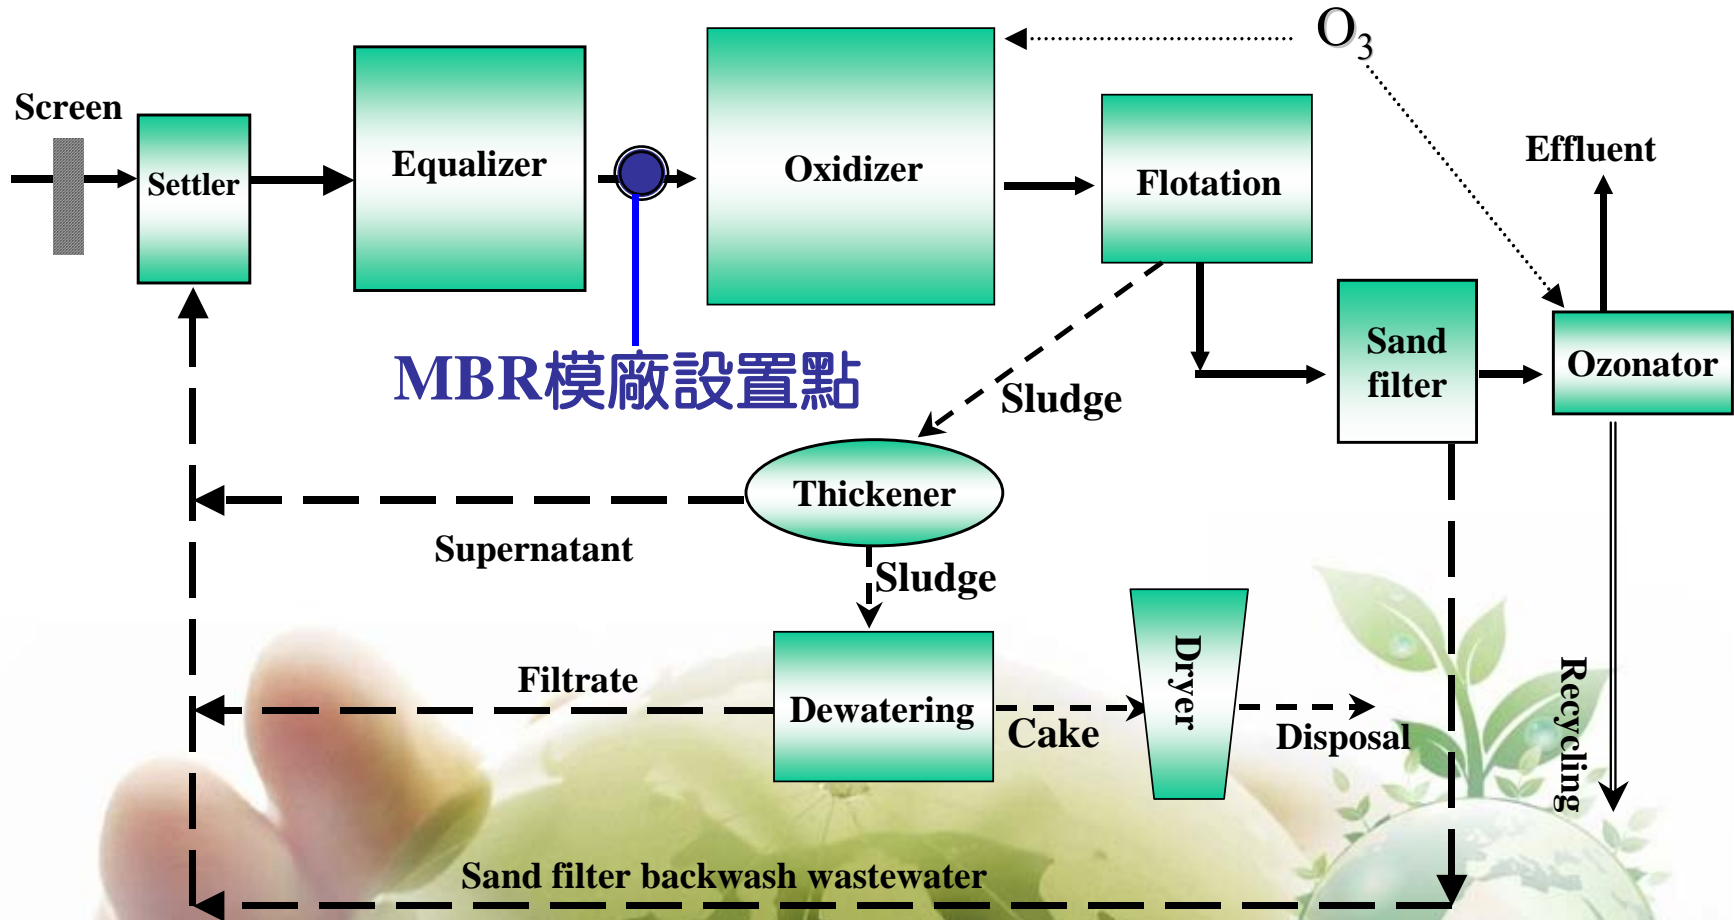 O3
Screen
Settler
Equalizer
Oxidizer
Flotation
Effluent
Sand
filter
Ozonator
MBR模廠設置點
Sludge
Thickener
Supernatant
Sludge
Filtrate
Dewatering
Cake
Dryer
Disposal
Recycling
Sand filter backwash wastewater